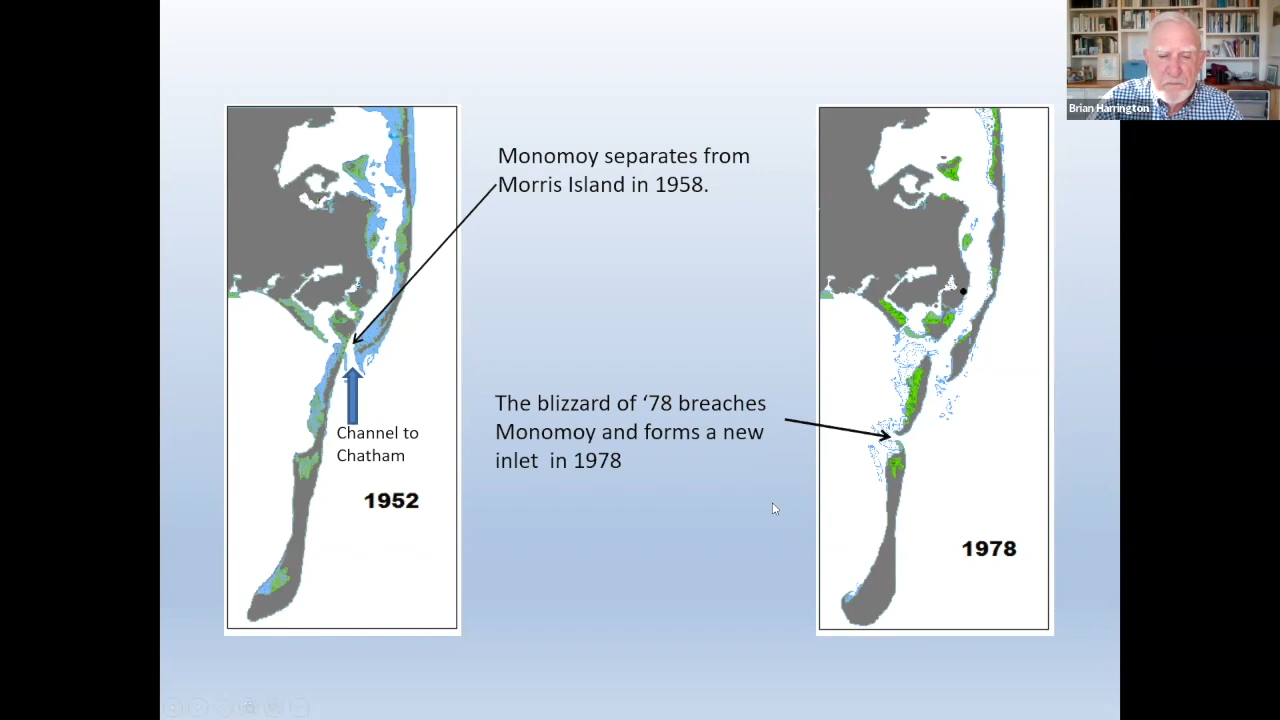 Brian Harrington
Monomoy separates from
Morris Island in 1958.
The blizzard of ‘78 breaches
Monomoy and forms a new
inlet in 1978
Channel to
Chatham
1952
1978